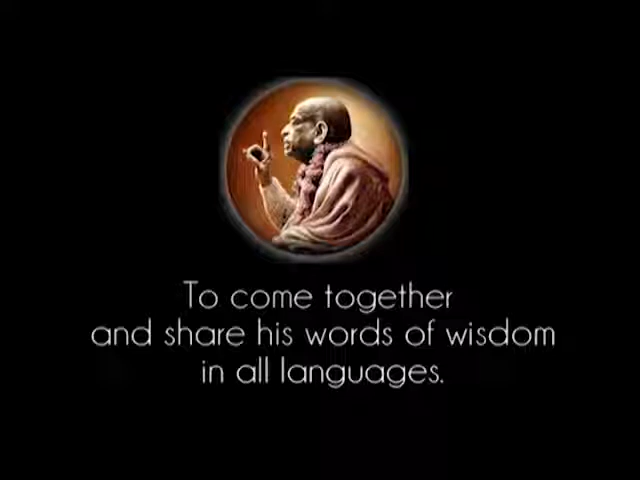 To come together
and share his words of wisdom
in all languages.